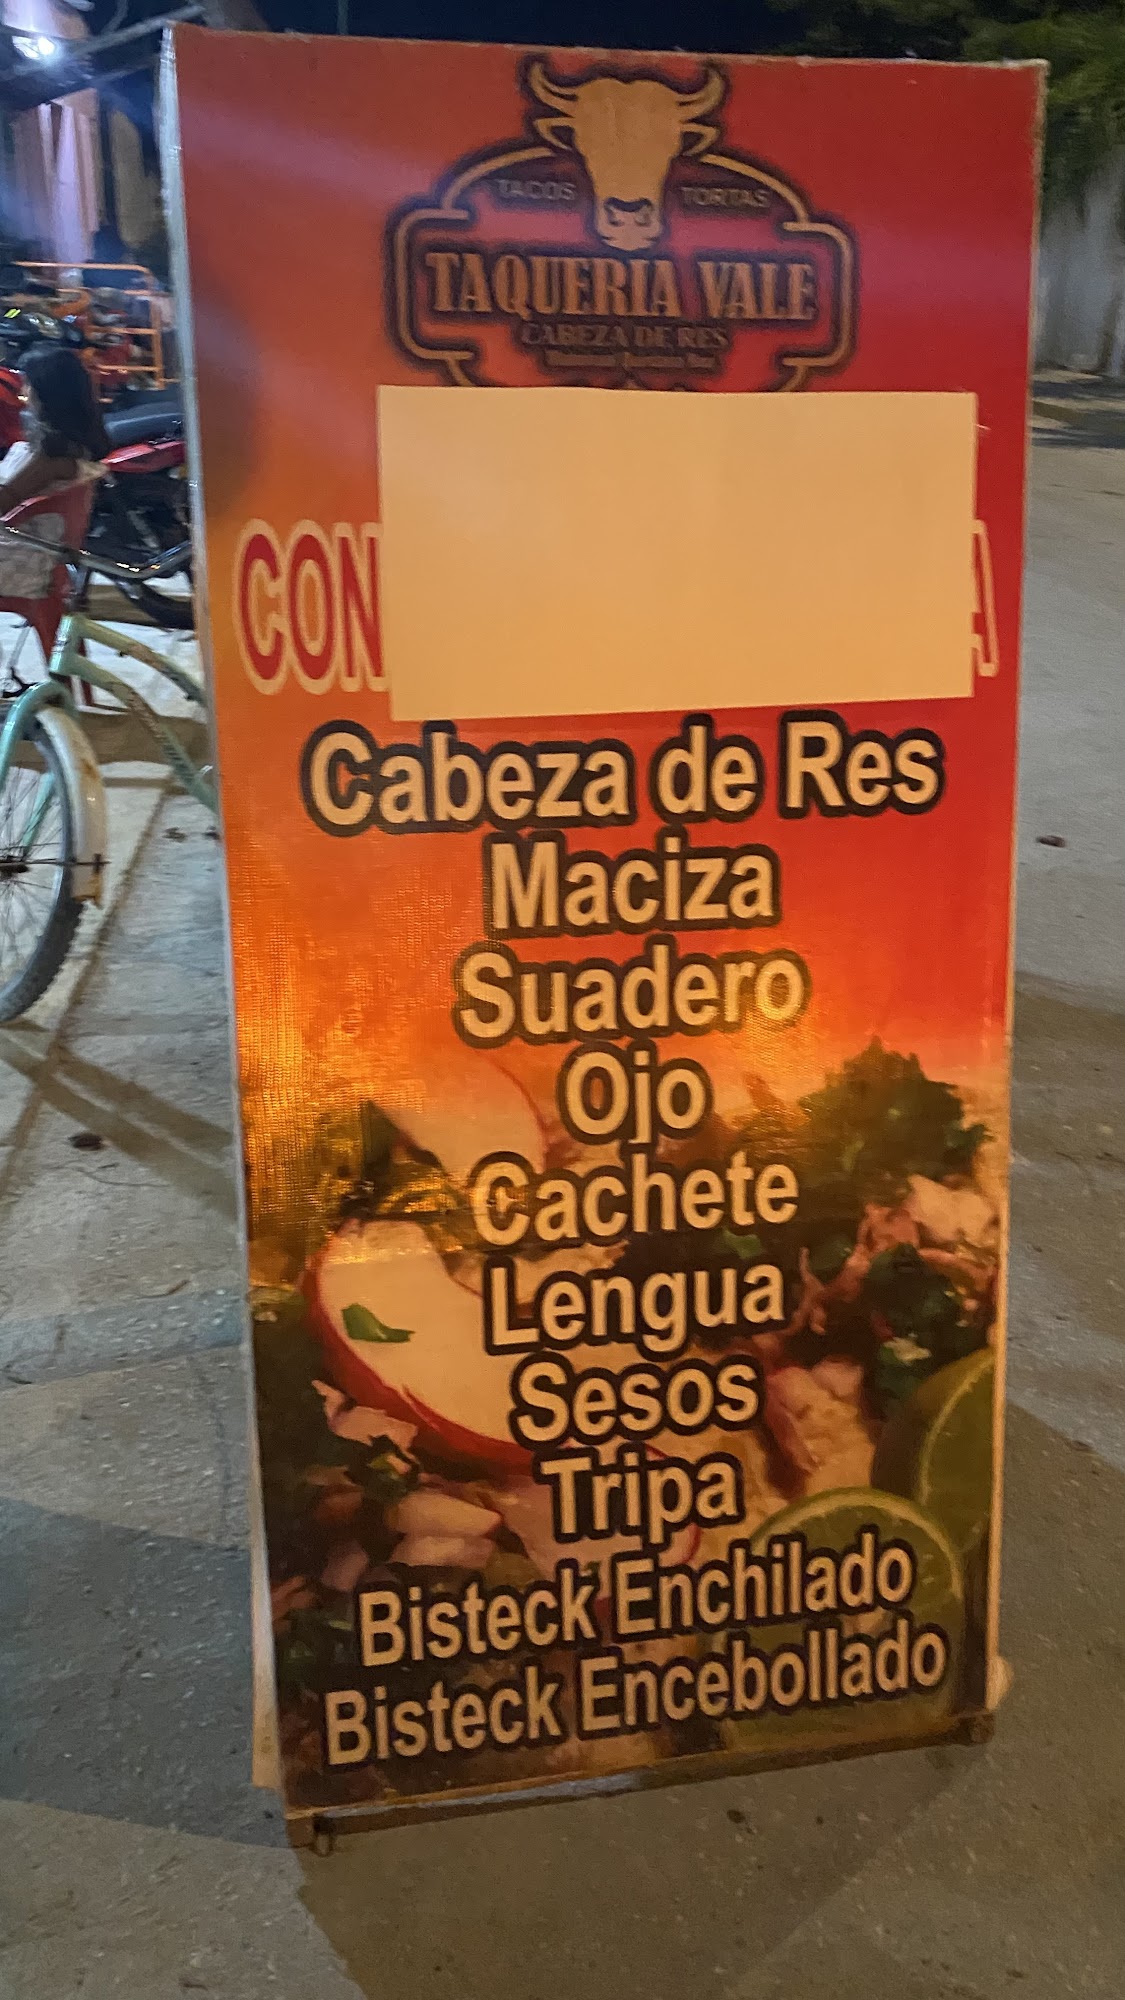 TACOS TORTAS
TAQUERIA VALE
CABEZA DE RES
CON
Cabeza de Res
Maciza
Suadero
Ojo
Cachete
Lengua
Sesos
Tripa
Bisteck Enchilado
Bisteck Encebollado